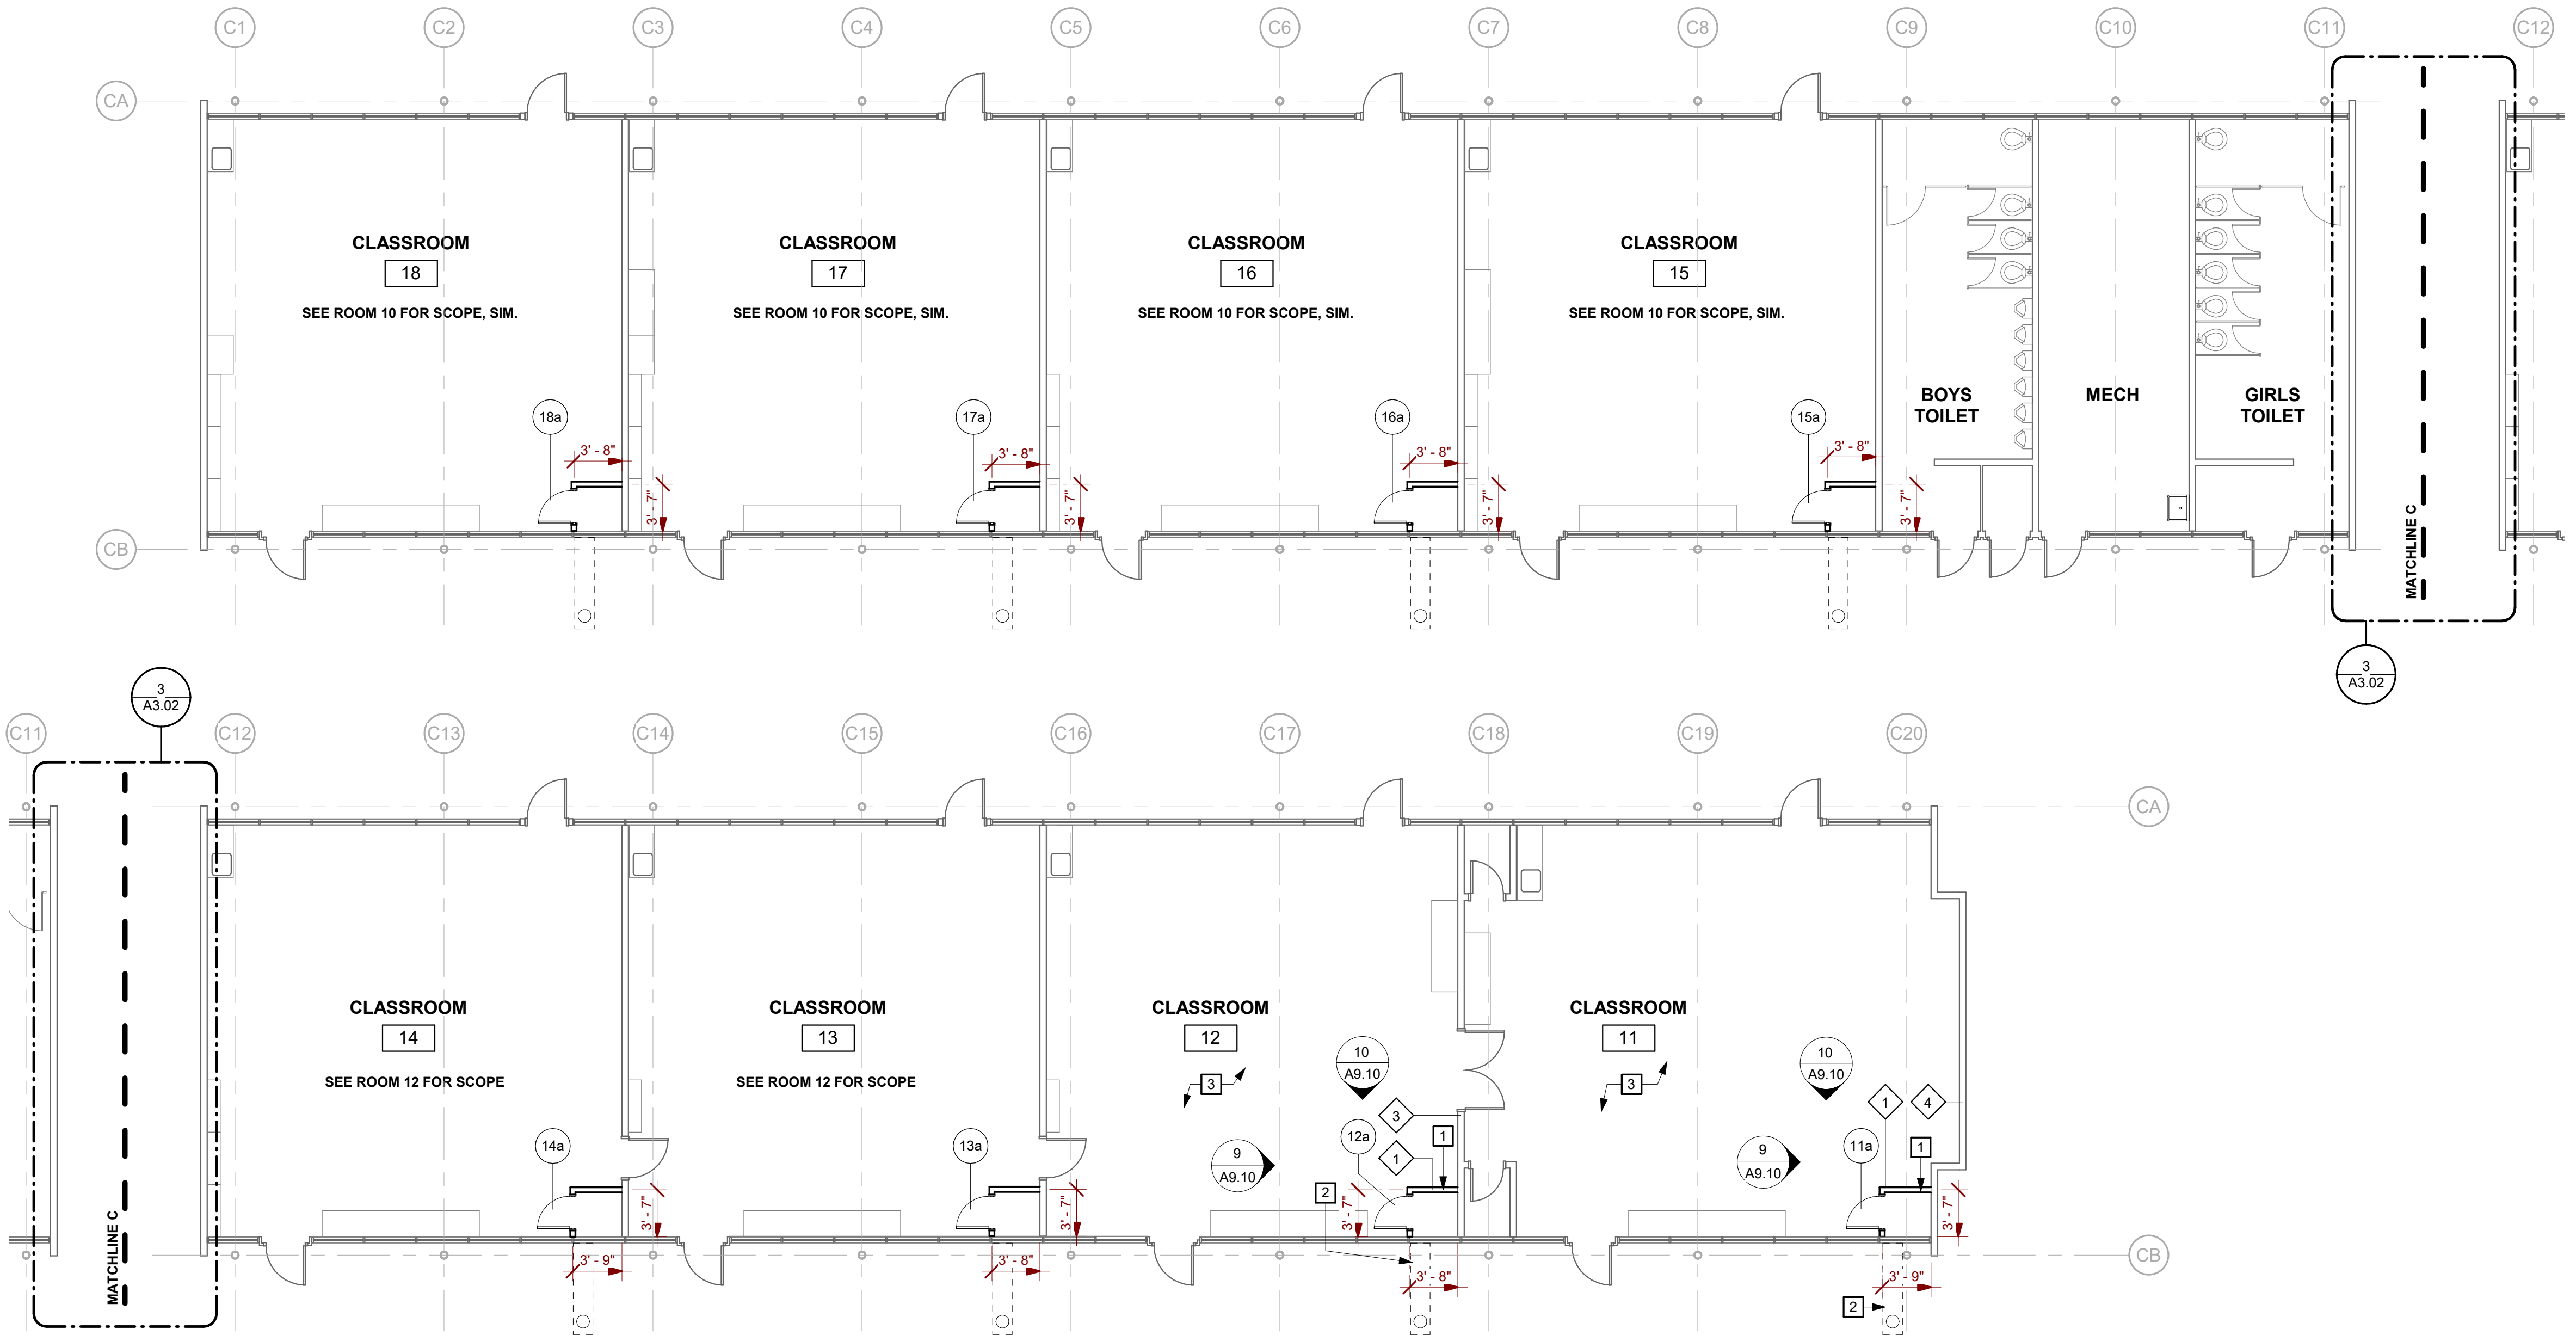 C1 C2 C3 C4 C5 C6 C7 C8 C9 C10 C11 C12
CA
CLASSROOM CLASSROOM CLASSROOM CLASSROOM
18 17 16 15
SEE ROOM 10 FOR SCOPE, SIM. SEE ROOM 10 FOR SCOPE, SIM. SEE ROOM 10 FOR SCOPE, SIM. SEE ROOM 10 FOR SCOPE, SIM.
BOYS
TOILET
MECH
GIRLS
TOILET
18a 17a 16a 15a
3' - 8" 3' - 8" 3' - 8" 3' - 8"
3' - 7" 3' - 7" 3' - 7" 3' - 7"
CB
MATCHLINE C
3
A3.02
3
A3.02
C11 C12 C13 C14 C15 C16 C17 C18 C19 C20
CA
CLASSROOM CLASSROOM CLASSROOM CLASSROOM
14 13 12 11
SEE ROOM 12 FOR SCOPE SEE ROOM 12 FOR SCOPE
3 3
10
A9.10
10
A9.10
3
1
1
4
14a 13a 12a 11a
1 1
9
A9.10
9
A9.10
1
2
3' - 7" 3' - 7" 3' - 7" 3' - 7"
MATCHLINE C
CB
3' - 9" 3' - 8" 3' - 8" 3' - 9"
2